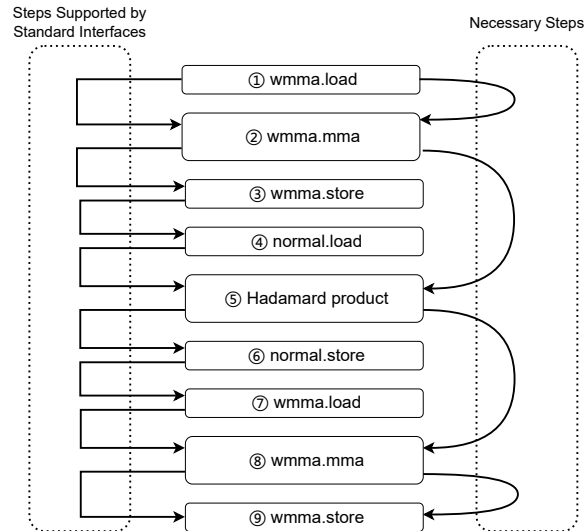 Steps Supported by
Standard Interfaces
Necessary Steps
① wmma.load
② wmma.mma
③ wmma.store
④ normal.load
⑤ Hadamard product
⑥ normal.store
⑦ wmma.load
⑧ wmma.mma
⑨ wmma.store